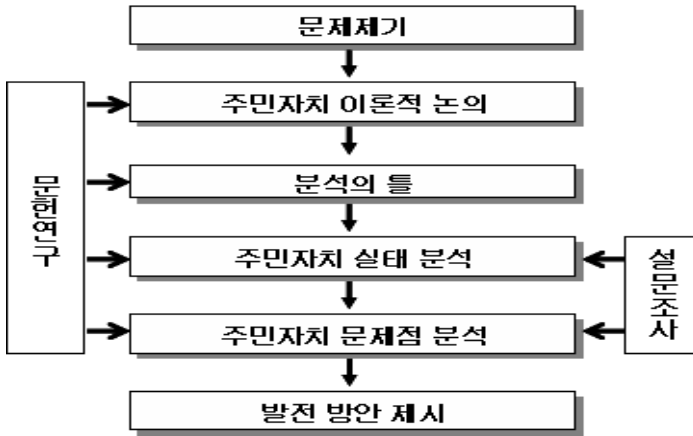 문제제기
주민자치 이론적 논의
분석의 틀
문헌연구
주민자치 실태 분석
설문조사
주민자치 문제점 분석
발전 방안 제시